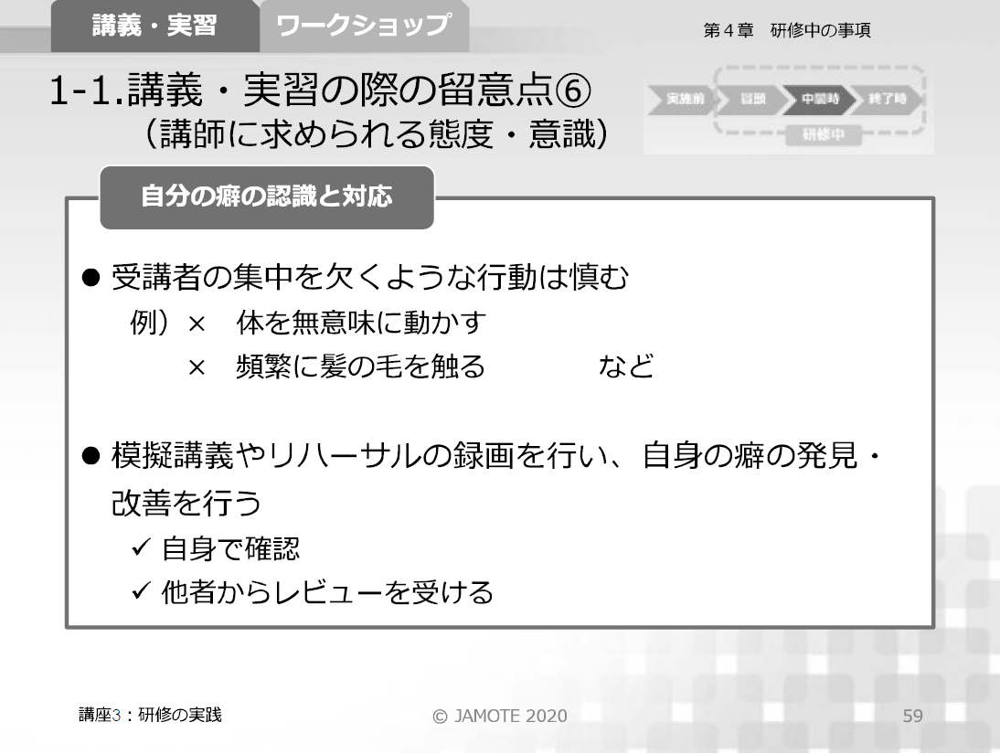 講義・実習
ワークショップ
第４章　研修中の事項
1-1.講義・実習の際の留意点⑥
（講師に求められる態度・意識）
実施前
冒頭
中間時
終了時
研修中
自分の癖の認識と対応
● 受講者の集中を欠くような行動は慎む
例）×　体を無意味に動かす
×　頻繁に髪の毛を触る　　　　など
● 模擬講義やリハーサルの録画を行い、自身の癖の発見・
改善を行う
✓ 自身で確認
✓ 他者からレビューを受ける
講座3：研修の実践
© JAMOTE 2020
59